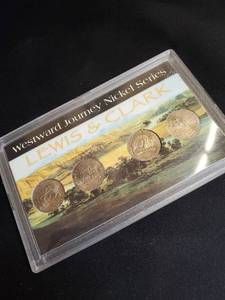 Westward Journey Nickel Series
LEWIS & CLARK